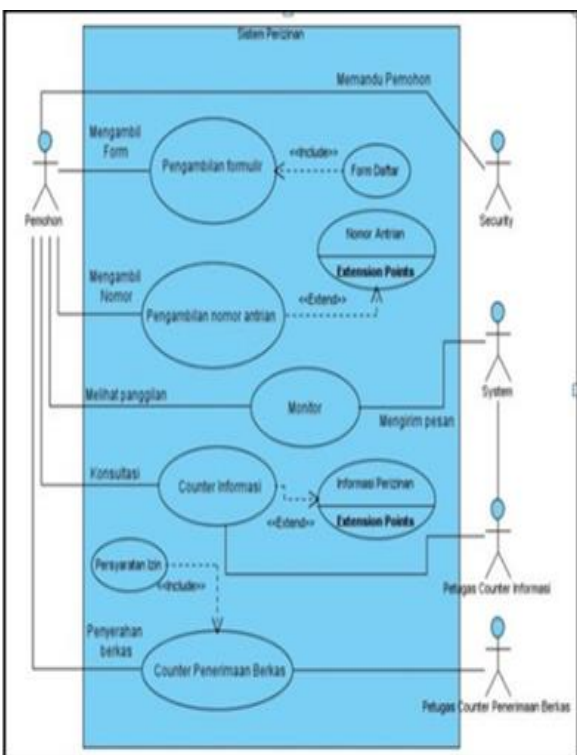 Sistem Perizinan
Memandu Pemohon
Mengambil
Form
Pengambilan formulir
<<Include>>
Form Daftar
Pemohon
Security
Nomor Antrian
Extension Points
Mengambil
Nomor
Pengambilan nomor antrian
<<Extend>>
Melihat panggilan
Monitor
Mengirim pesan
System
Konsultasi
Counter Informasi
Informasi Perizinan
Extension Points
<<Extend>>
Persyaratan Izin
<<Include>>
Petugas Counter Informasi
Penyerahan
berkas
Counter Penerimaan Berkas
Petugas Counter Penerimaan Berkas